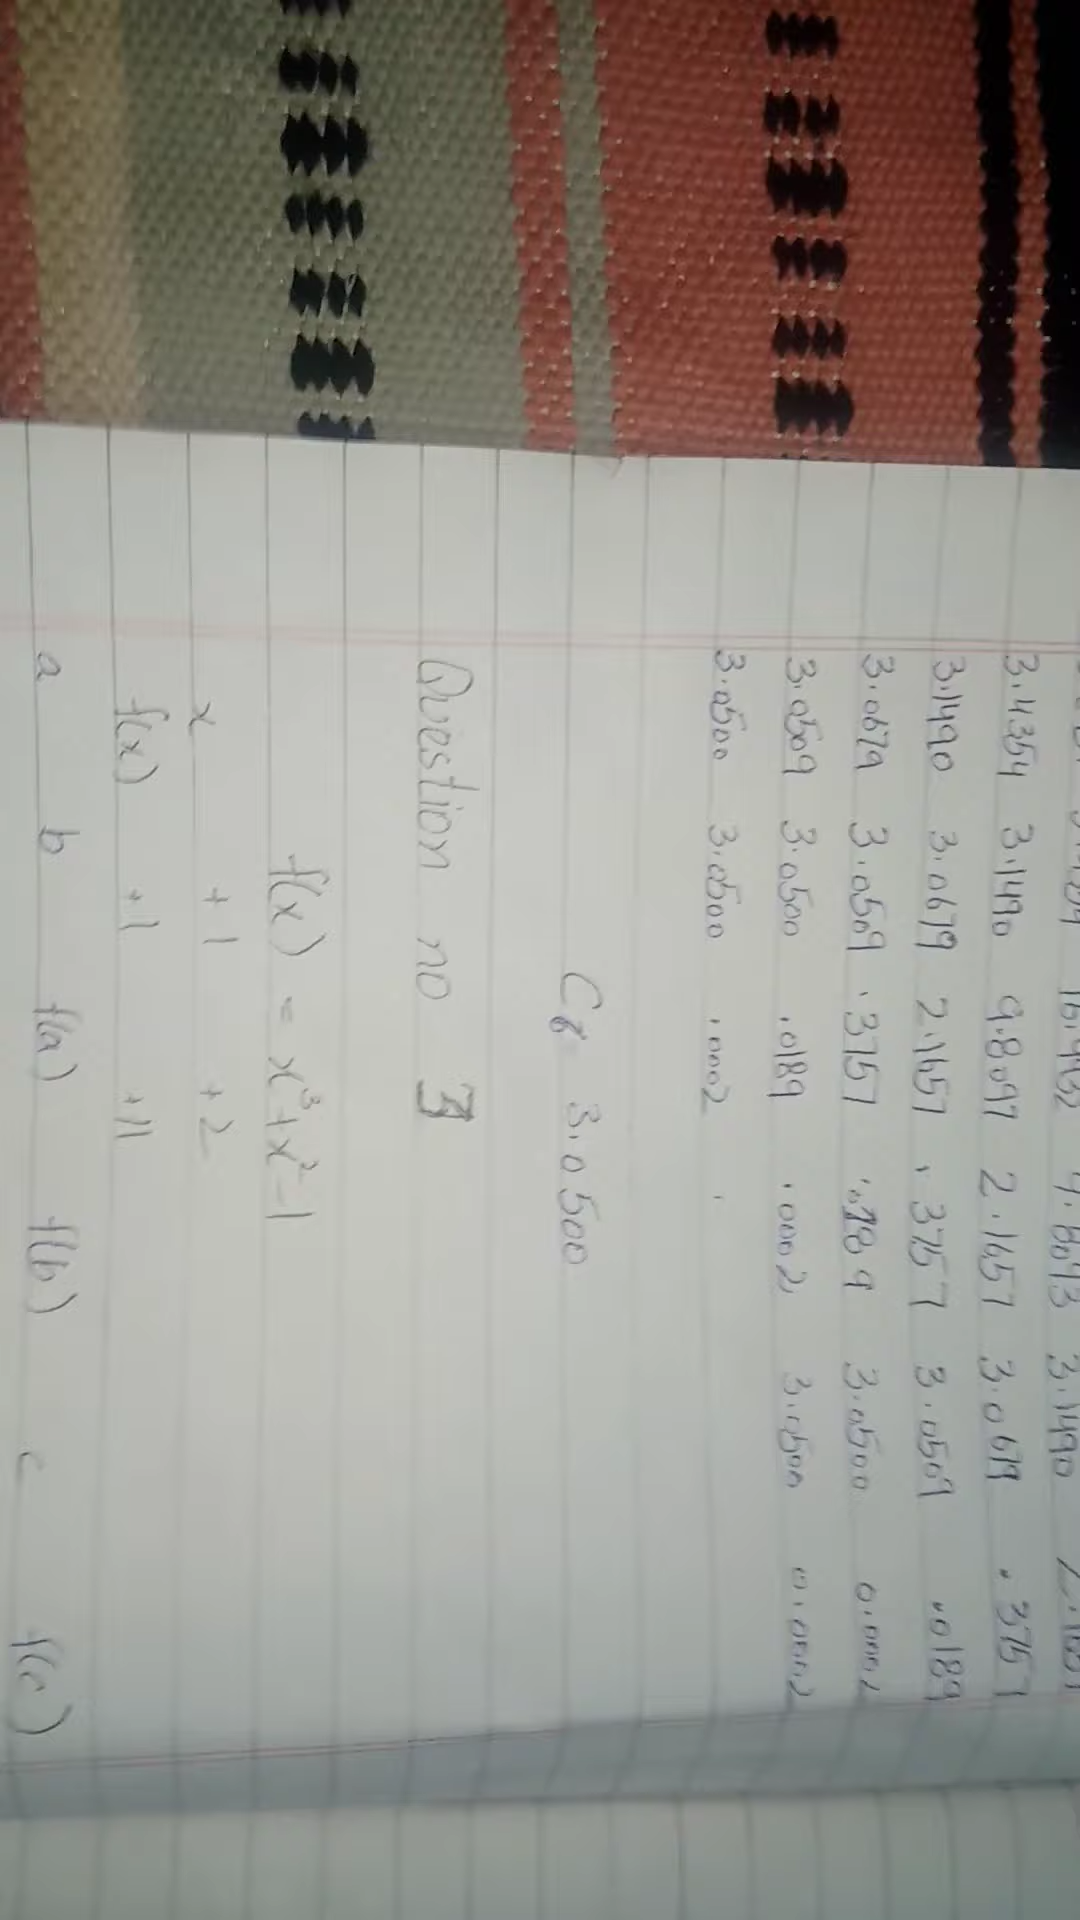 3.4354 3.1490 9.8097 2.1657 3.0679 .3757
3.1490 3.0679 2.1657 .3757 3.0509 .0189
3.0679 3.0509 .3757 .0189 3.0500 0.0002
3.0509 3.0500 .0189 .0002 3.0500 0.0002
3.0500 3.0500 .0002 .
C8 3.0500
Question no 3
f(x) = x³+x²-1
x +1 +2
f(x) +1 +11
a b f(a) f(b) c f(c)